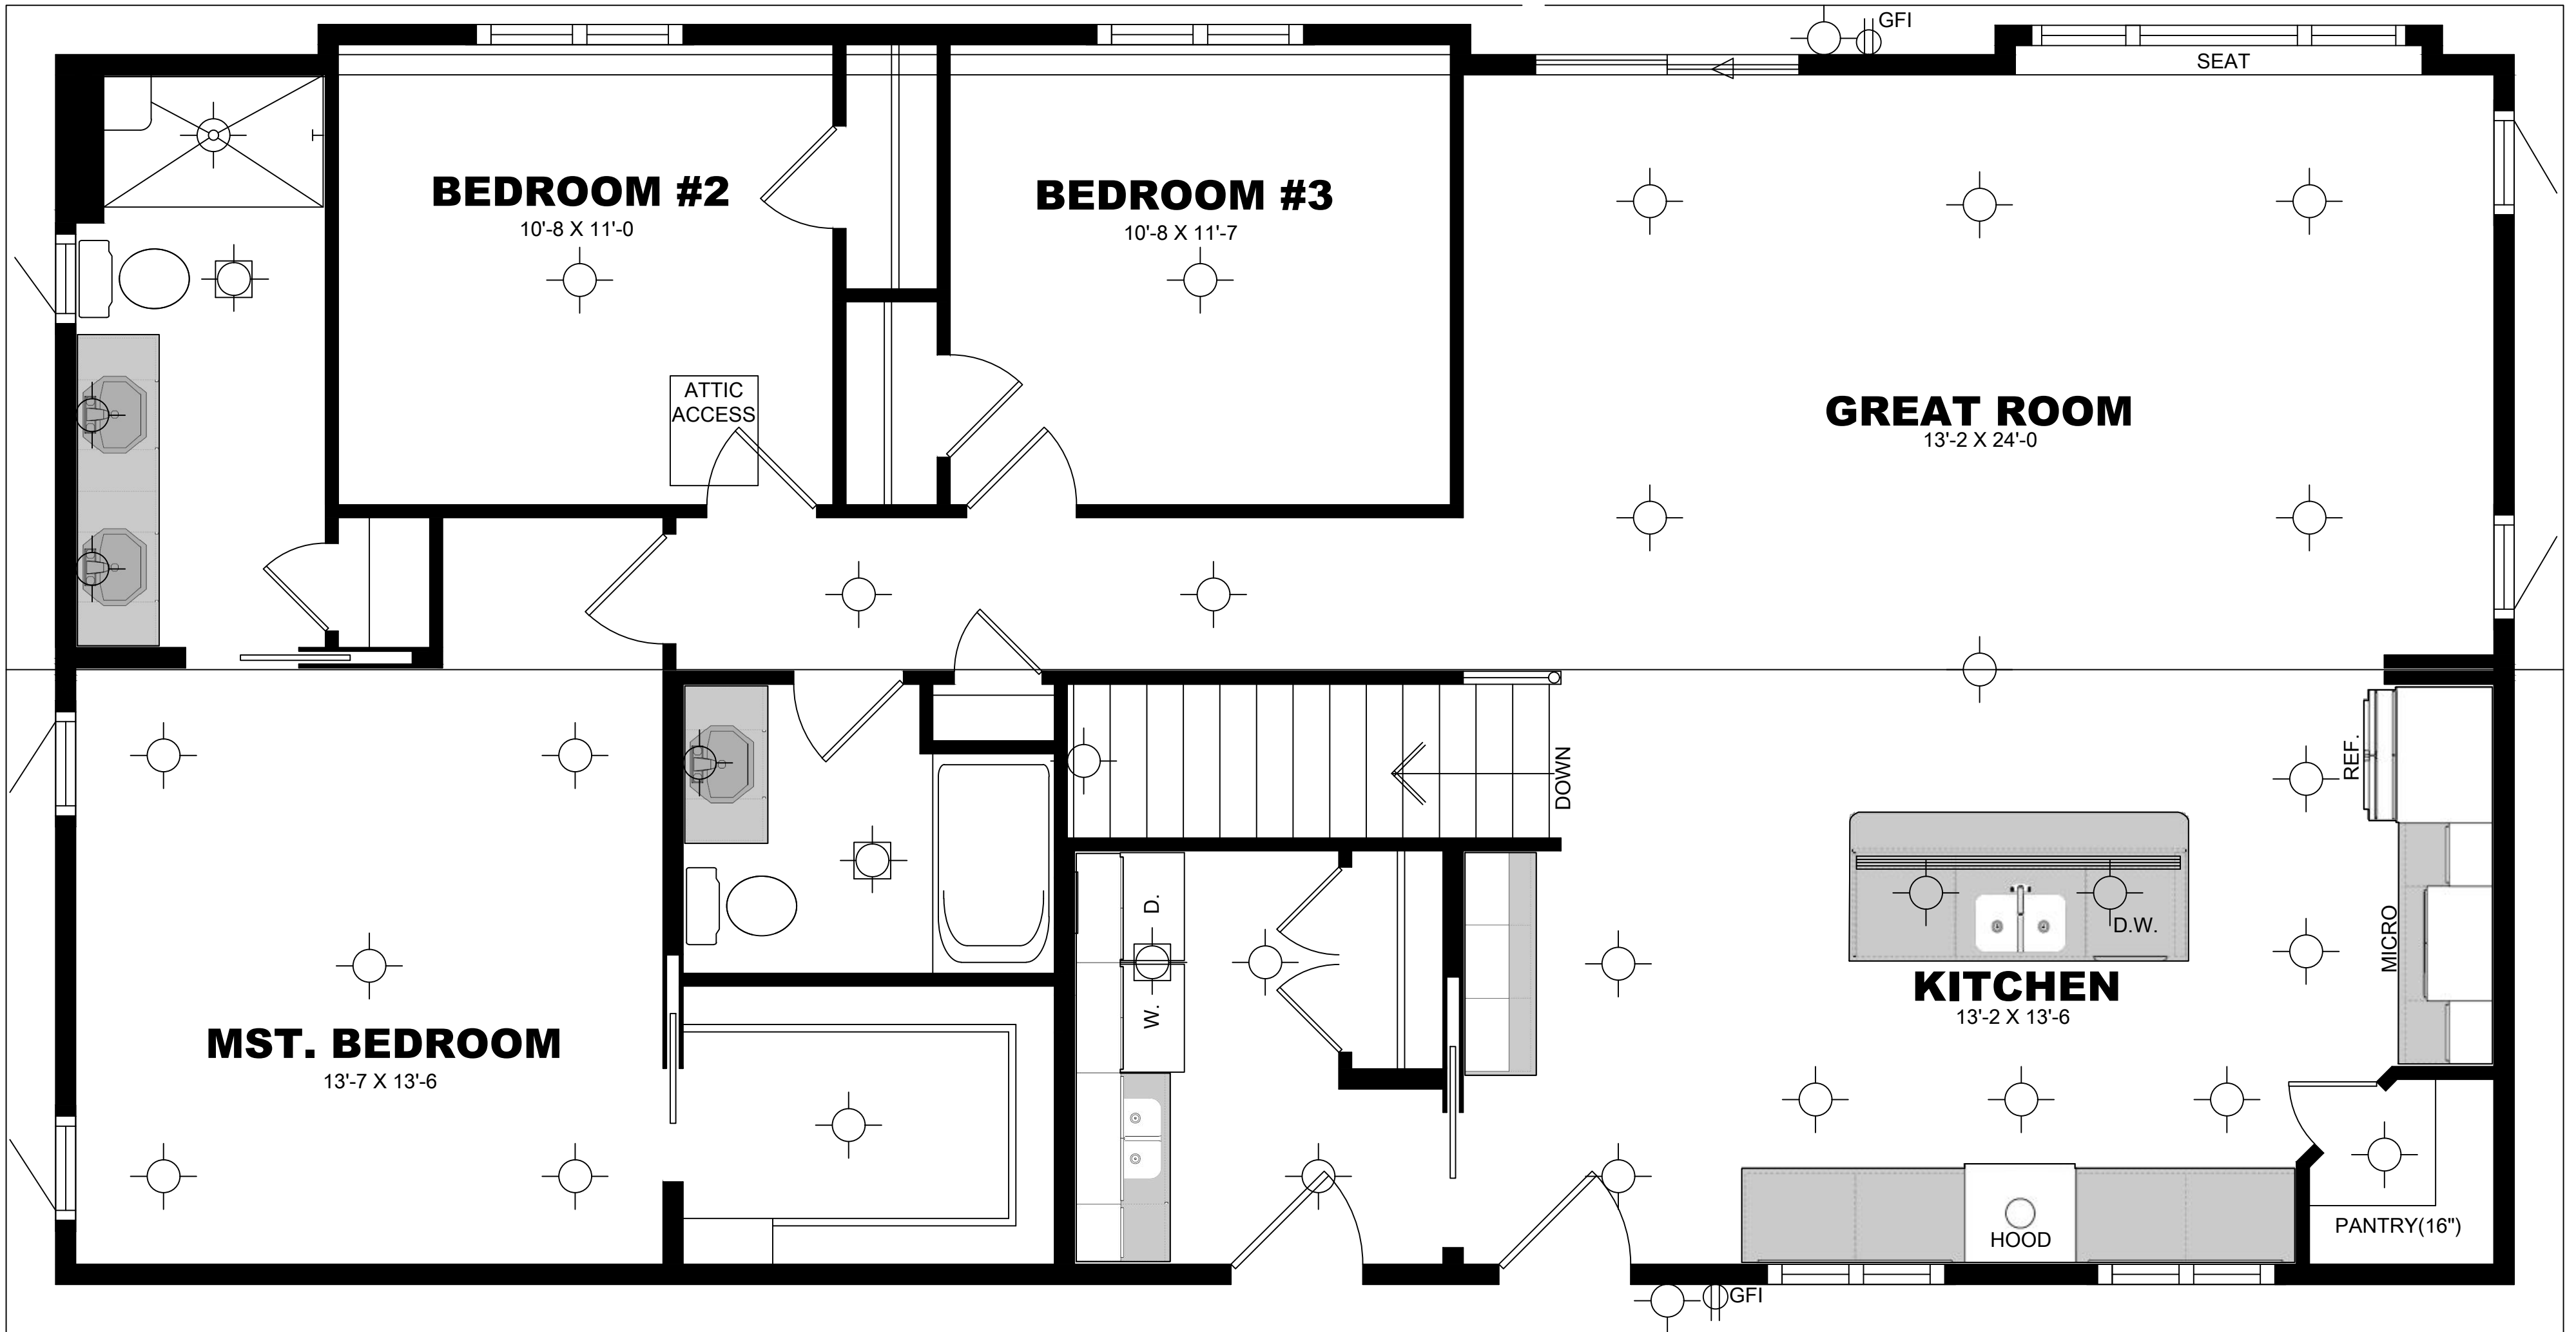 GFI
SEAT
BEDROOM #2
10'-8 X 11'-0
BEDROOM #3
10'-8 X 11'-7
ATTIC
ACCESS
GREAT ROOM
13'-2 X 24'-0
DOWN
REF.
D.
W.
D.W.
MICRO
KITCHEN
13'-2 X 13'-6
MST. BEDROOM
13'-7 X 13'-6
HOOD
PANTRY(16")
GFI